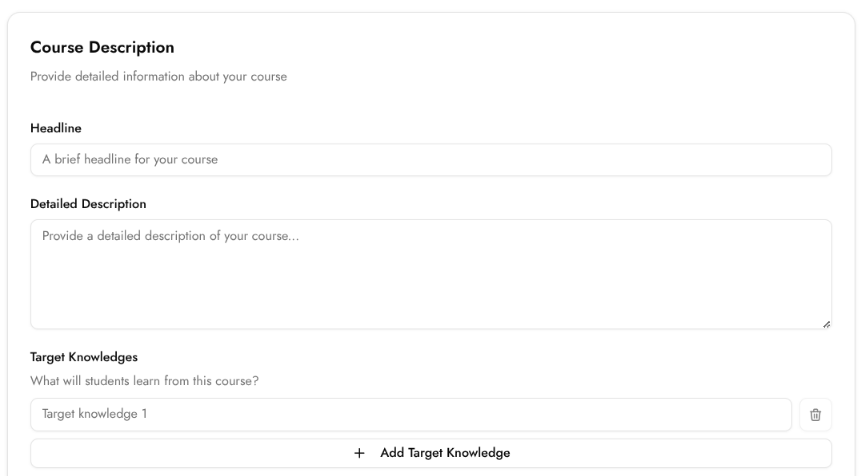 Course Description
Provide detailed information about your course
Headline
A brief headline for your course
Detailed Description
Provide a detailed description of your course...
Target Knowledges
What will students learn from this course?
Target knowledge 1
+ Add Target Knowledge